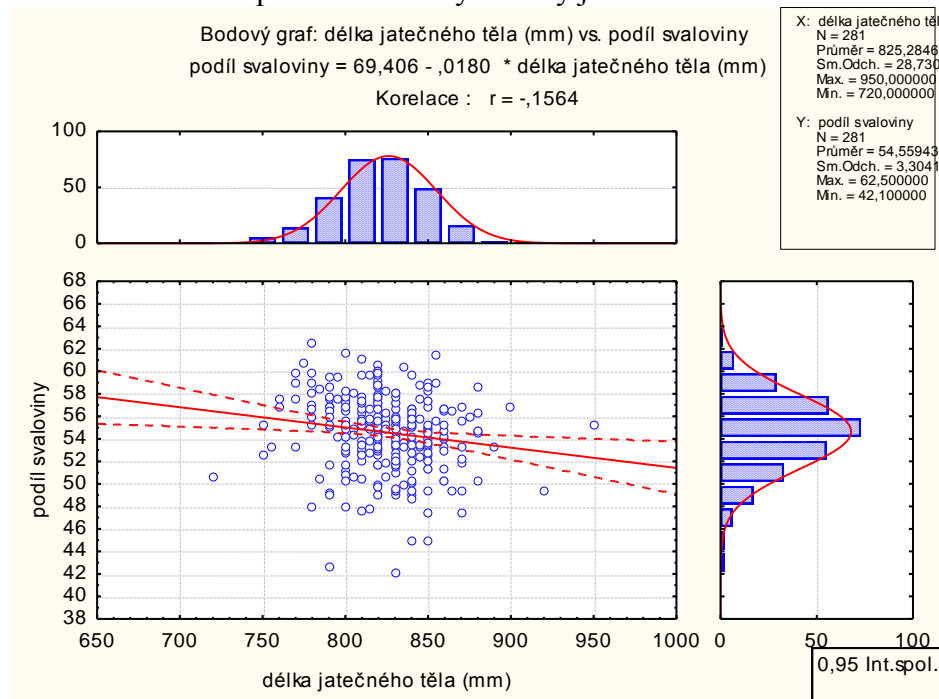 Bodový graf: délka jatečného těla (mm) vs. podíl svaloviny
podíl svaloviny = 69,406 - ,0180 * délka jatečného těla (mm)
Korelace : r = -,1564
X: délka jatečného těl
N = 281
Průměr = 825,2846
Sm.Odch. = 28,730
Max. = 950,000000
Min. = 720,000000
Y: podíl svaloviny
N = 281
Průměr = 54,55943
Sm.Odch. = 3,3041
Max. = 62,500000
Min. = 42,100000
100
50
0
68
66
64
62
60
58
56
54
52
50
48
46
44
42
40
38
podíl svaloviny
650 700 750 800 850 900 950 1000
délka jatečného těla (mm)
0 50 100
0,95 Int.spol.